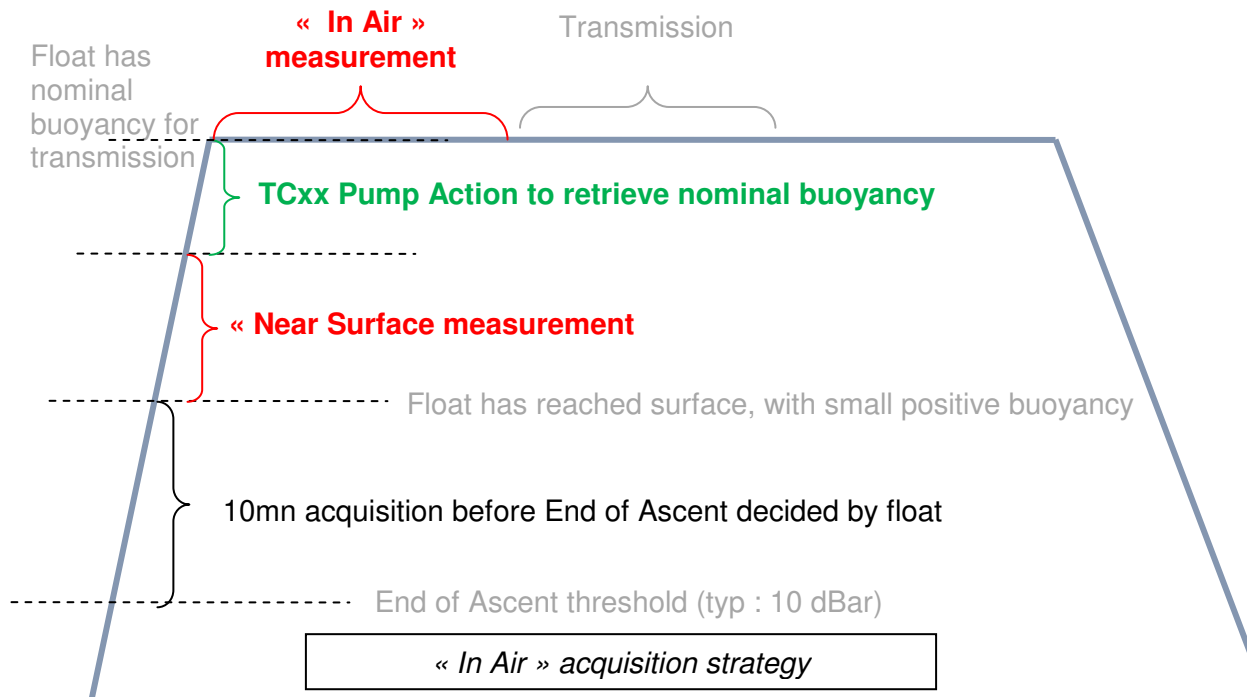 « In Air »
measurement
Transmission
Float has
nominal
buoyancy for
transmission
TCxx Pump Action to retrieve nominal buoyancy
« Near Surface measurement
Float has reached surface, with small positive buoyancy
10mn acquisition before End of Ascent decided by float
End of Ascent threshold (typ : 10 dBar)
« In Air » acquisition strategy